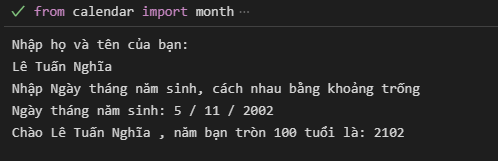 from calendar import month ...
Nhập họ và tên của bạn:
Lê Tuấn Nghĩa
Nhập Ngày tháng năm sinh, cách nhau bằng khoảng trống
Ngày tháng năm sinh: 5 / 11 / 2002
Chào Lê Tuấn Nghĩa , năm bạn tròn 100 tuổi là: 2102